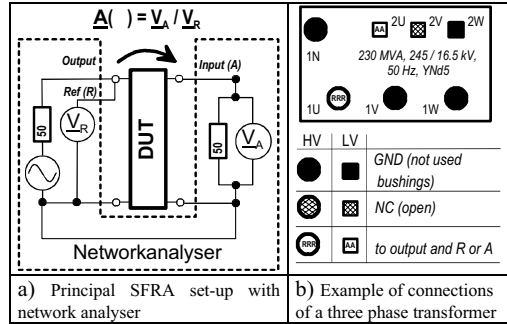 A( ) = VA / VR
Output
Input (A)
Ref (R)
50
VR
DUT
50
VA
Networkanalyser
a) Principal SFRA set-up with
network analyser
1N
AA 2U 2V 2W
230 MVA, 245 / 16.5 kV,
50 Hz, YNd5
1U RRR 1V 1W
HV LV
GND (not used
bushings)
NC (open)
RRR AA to output and R or A
b) Example of connections
of a three phase transformer